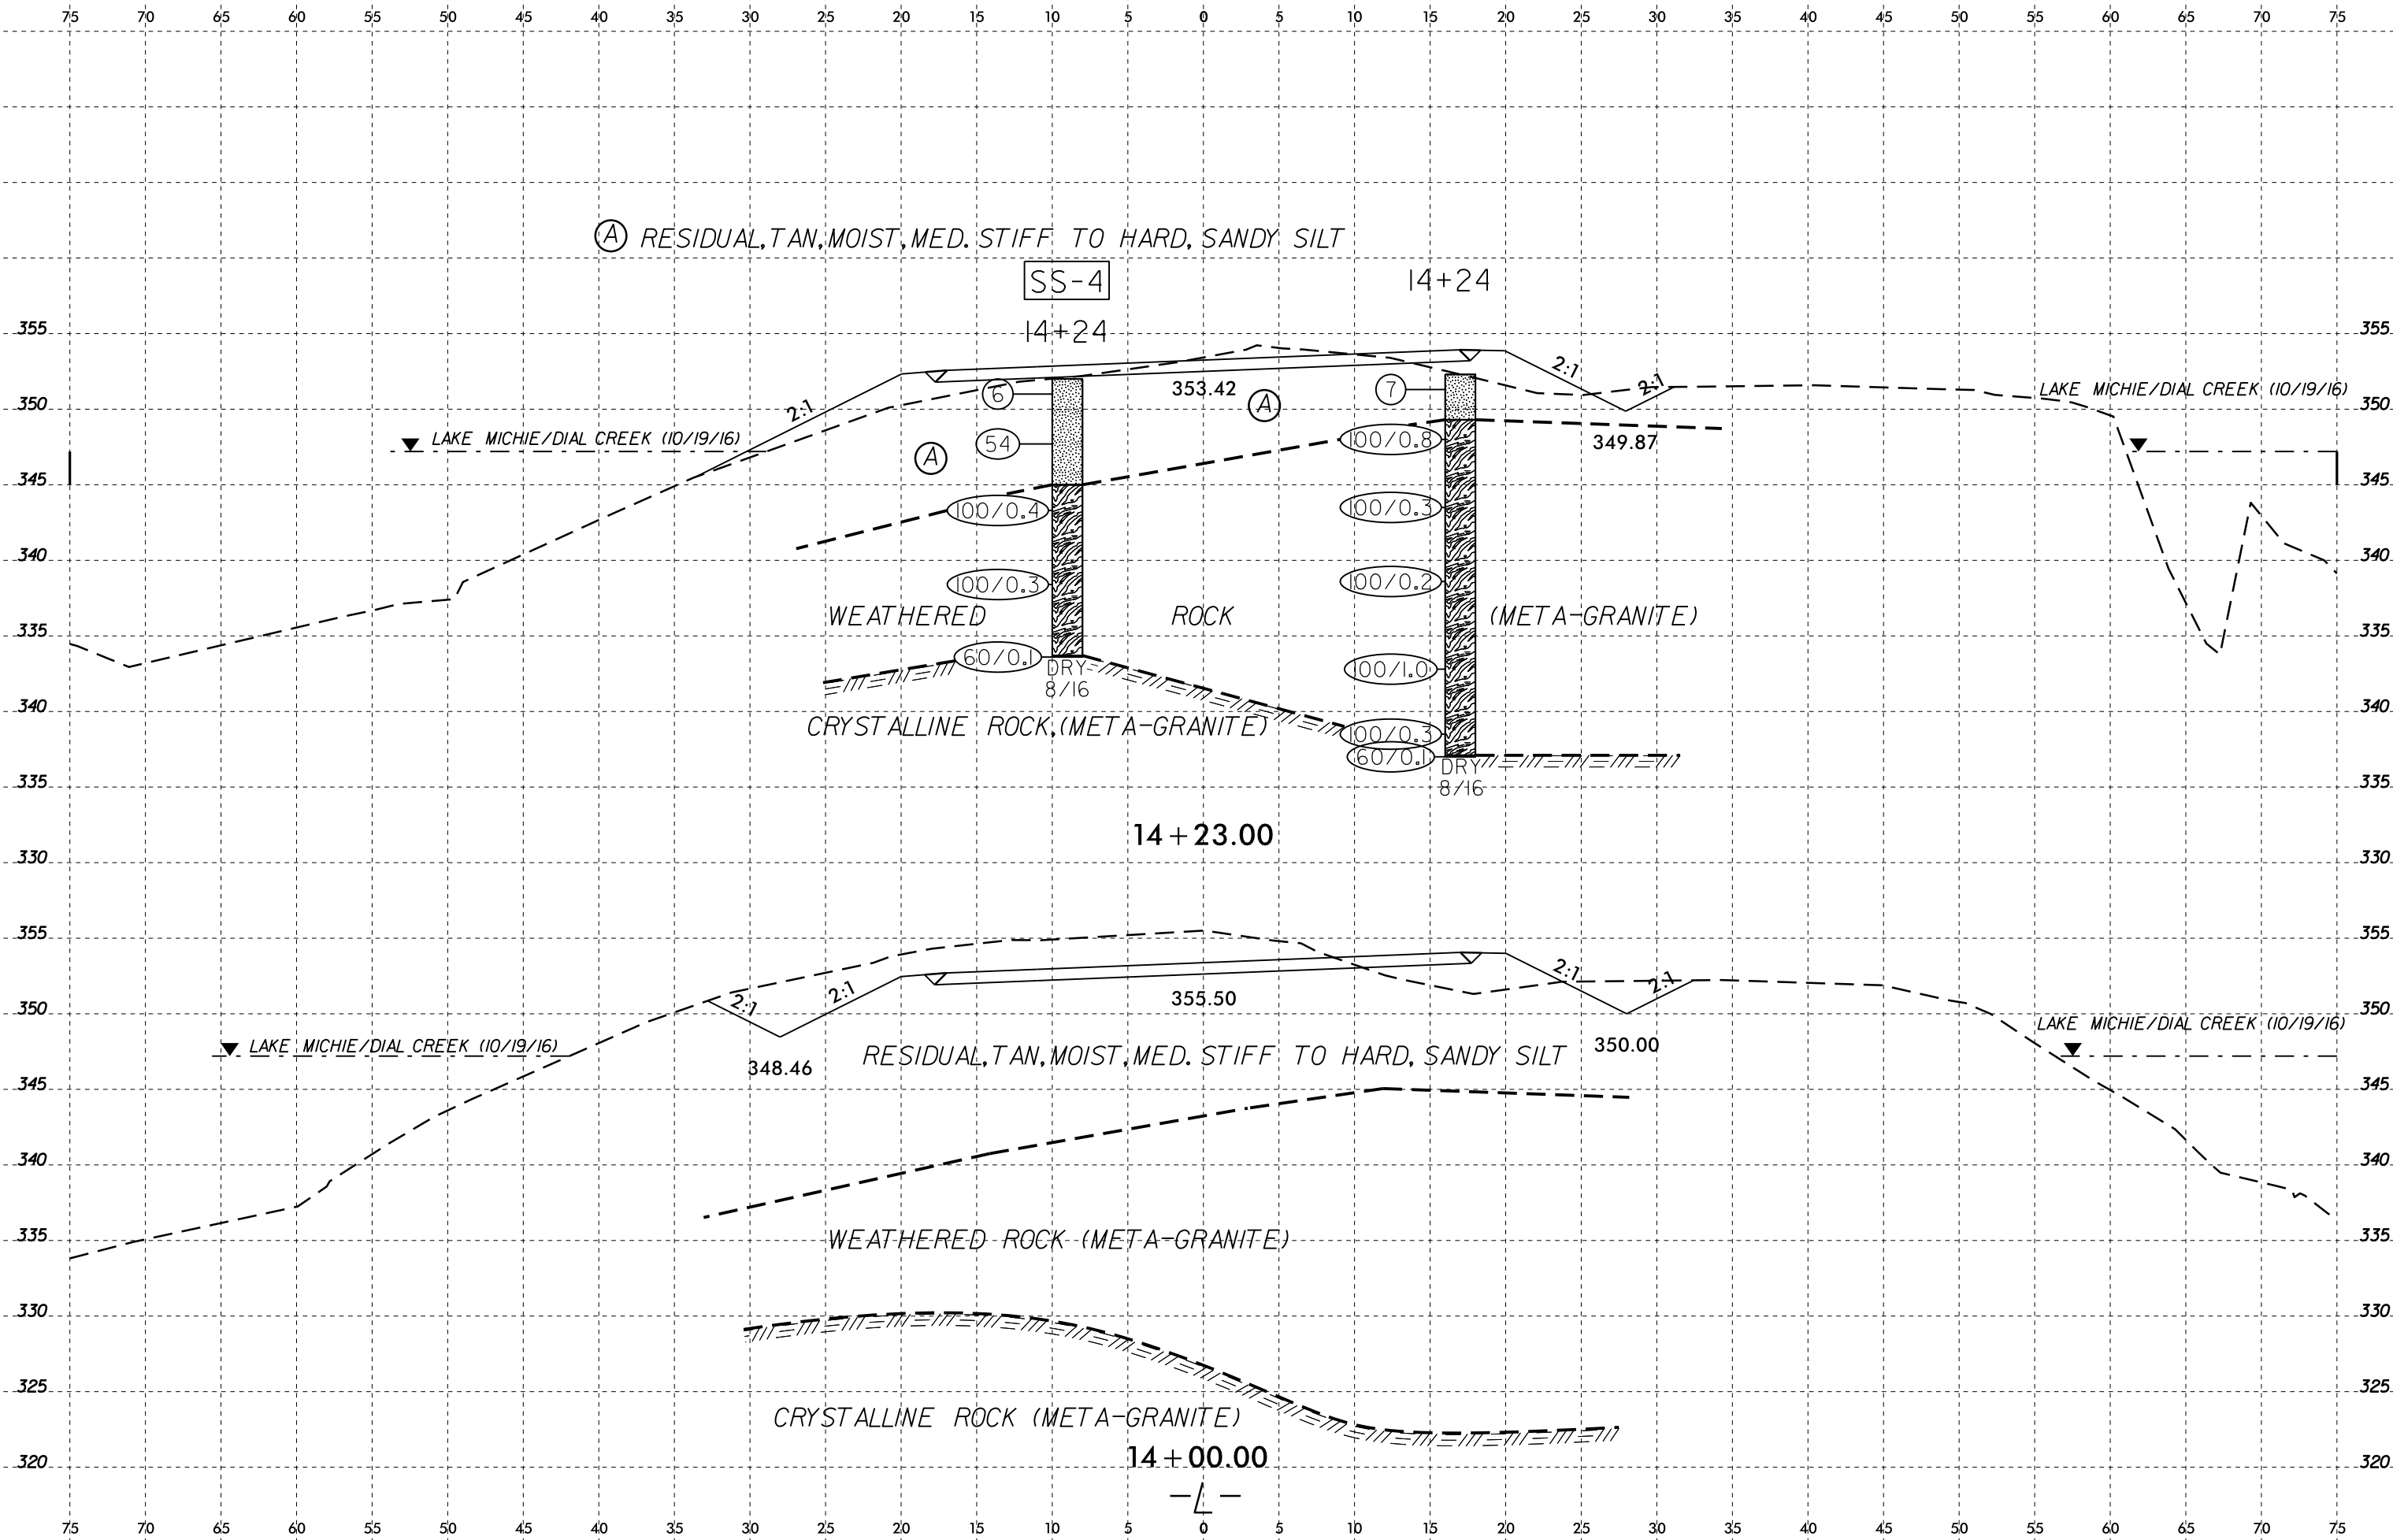 75 70 65 60 55 50 45 40 35 30 25 20 15 10 5 0 5 10 15 20 25 30 35 40 45 50 55 60 65 70 75
A RESIDUAL, TAN, MOIST, MED. STIFF TO HARD, SANDY SILT
SS-4 14+24
14+24
355 355
2:1 2:1
6 353.42 7 LAKE MICHIE/DIAL CREEK (10/19/16)
350 2:1 A 350
LAKE MICHIE/DIAL CREEK (10/19/16) 54 100/0.8 349.87
A
345 345
100/0.4 100/0.3
340 340
100/0.3 100/0.2
WEATHERED ROCK (META-GRANITE)
335 335
60/0.1 DRY 100/1.0
8/16
340 340
CRYSTALLINE ROCK, (META-GRANITE) 100/0.3
60/0.1 DRY
335 8/16 335
14+23.00
330 330
355 355
2:1 2:1 2:1 2:1
355.50
350 350
LAKE MICHIE/DIAL CREEK (10/19/16)
LAKE MICHIE/DIAL CREEK (10/19/16) 350.00
RESIDUAL, TAN, MOIST, MED. STIFF TO HARD, SANDY SILT
348.46
345 345
340 340
335 335
WEATHERED ROCK (META-GRANITE)
330 330
325 325
CRYSTALLINE ROCK (META-GRANITE)
14+00.00
320 320
-L-
75 70 65 60 55 50 45 40 35 30 25 20 15 10 5 0 5 10 15 20 25 30 35 40 45 50 55 60 65 70 75